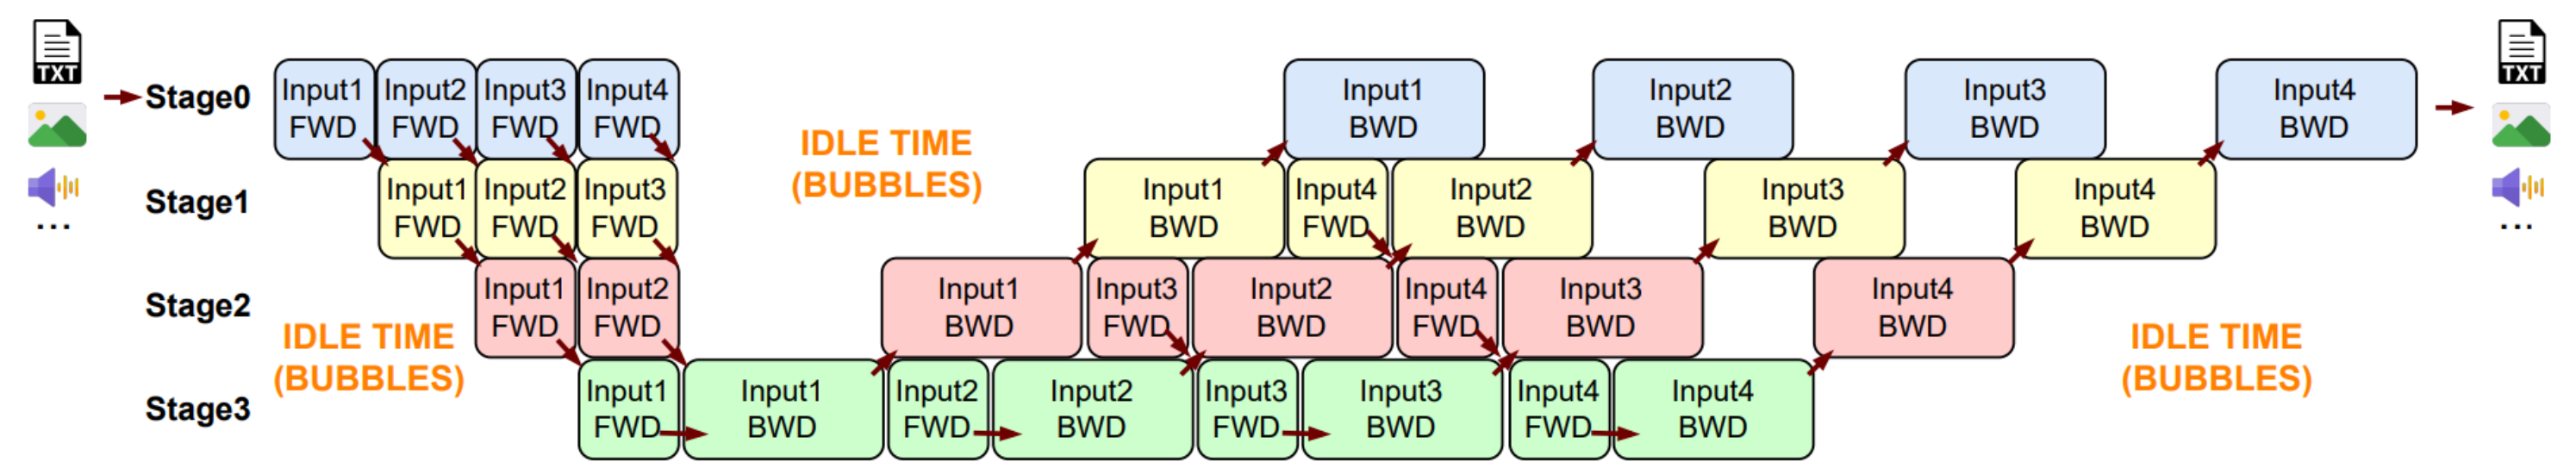 TXT
Stage0
Input1
FWD
Input2
FWD
Input3
FWD
Input4
FWD
Input1
BWD
Input2
BWD
Input3
BWD
Input4
BWD
TXT
IDLE TIME
(BUBBLES)
...
Stage1
Input1
FWD
Input2
FWD
Input3
FWD
Input1
BWD
Input4
FWD
Input2
BWD
Input3
BWD
Input4
BWD
...
Stage2
IDLE TIME
(BUBBLES)
Input1
FWD
Input2
FWD
Input1
BWD
Input3
FWD
Input2
BWD
Input4
FWD
Input3
BWD
Input4
BWD
IDLE TIME
(BUBBLES)
Stage3
Input1
FWD
Input1
BWD
Input2
FWD
Input2
BWD
Input3
FWD
Input3
BWD
Input4
FWD
Input4
BWD